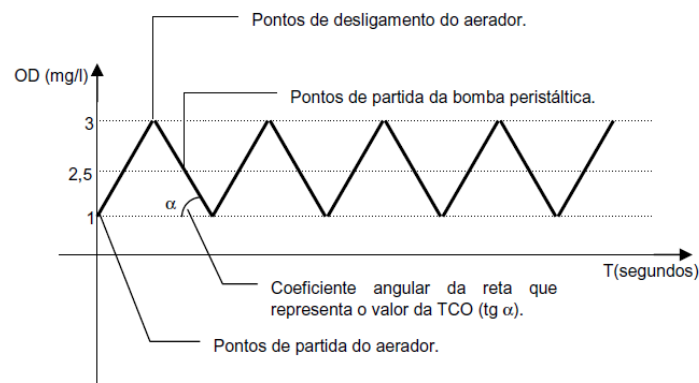 Pontos de desligamento do aerador.
OD (mg/l)
Pontos de partida da bomba peristáltica.
3
2,5
α
1
T(segundos)
Coeficiente angular da reta que
representa o valor da TCO (tg α).
Pontos de partida do aerador.